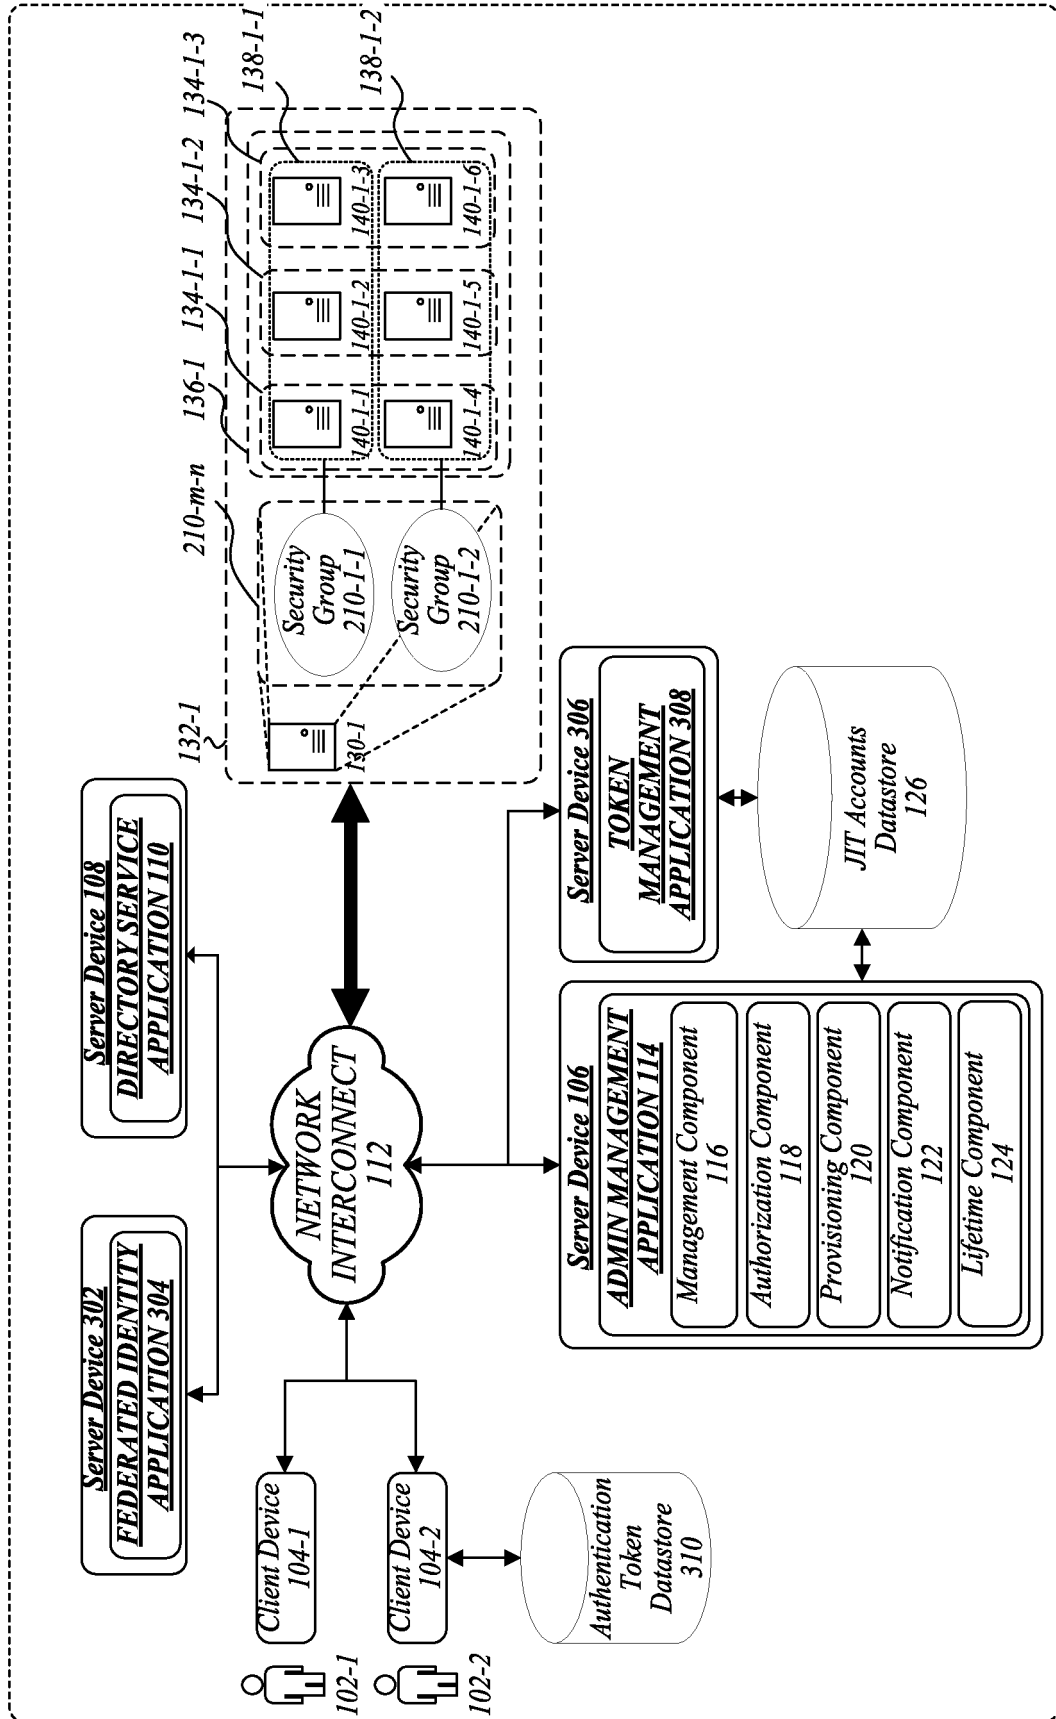 Server Device 302
FEDERATED IDENTITY
APPLICATION 304
Server Device 108
DIRECTORY SERVICE
APPLICATION 110
Client Device
104-1
Client Device
104-2
102-1
102-2
Authentication
Token
Datastore
310
NETWORK
INTERCONNECT
112
Server Device 106
ADMIN MANAGEMENT
APPLICATION 114
Management Component
116
Authorization Component
118
Provisioning Component
120
Notification Component
122
Lifetime Component
124
Server Device 306
TOKEN
MANAGEMENT
APPLICATION 308
JIT Accounts
Datastore
126
132-1
210-m-n
136-1
134-1-1
134-1-2
134-1-3
138-1-1
138-1-2
130-1
Security
Group
210-1-1
Security
Group
210-1-2
140-1-1
140-1-2
140-1-3
140-1-4
140-1-5
140-1-6